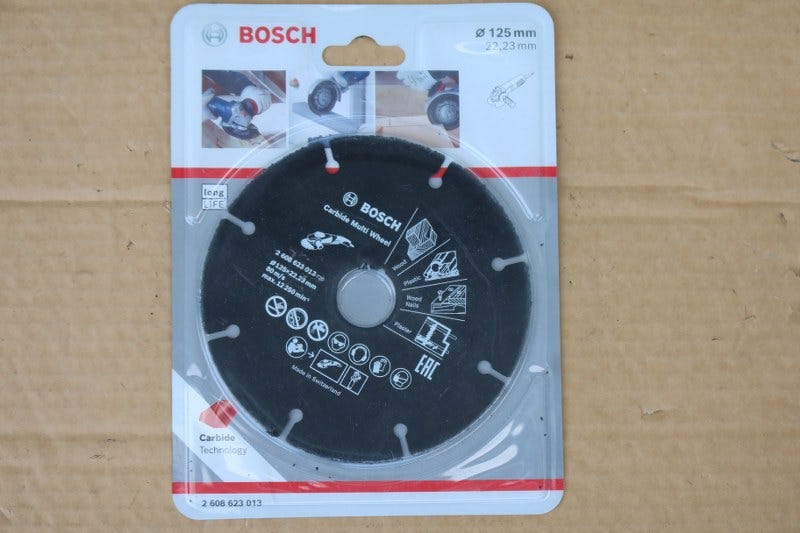 BOSCH
Ø 125 mm
22,23 mm
long
LiFE
BOSCH
Carbide Multi Wheel
2 608 623 013
Ø 125x22,23 mm
80 m/s
max. 12 250 min⁻¹
Wood
Plastic
Wood
Nails
Plaster
EAC
Made in Switzerland
Carbide
Technology
2 608 623 013